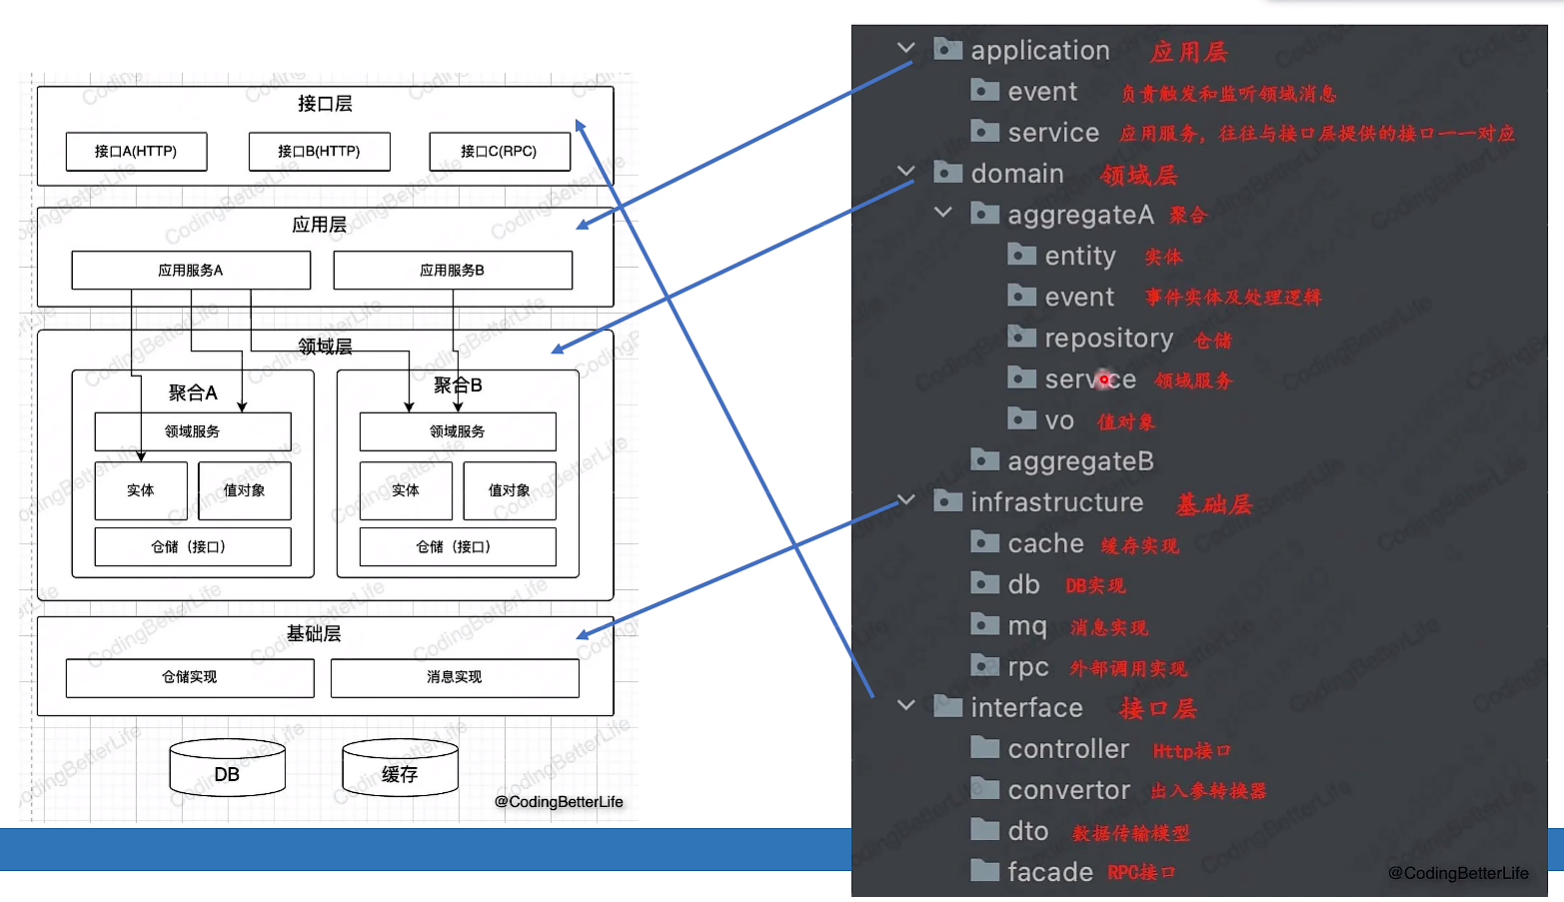 接口层
接口A(HTTP)
接口B(HTTP)
接口C(RPC)
应用层
应用服务A
应用服务B
领域层
聚合A
聚合B
领域服务
领域服务
实体
值对象
实体
值对象
仓储（接口）
仓储（接口）
基础层
仓储实现
消息实现
DB
缓存
@CodingBetterLife
application 应用层
event 负责触发和监听领域消息
service 应用服务，往往与接口层提供的接口一一对应
domain 领域层
aggregateA 聚合
entity 实体
event 事件实体及处理逻辑
repository 仓储
service 领域服务
vo 值对象
aggregateB
infrastructure 基础层
cache 缓存实现
db DB实现
mq 消息实现
rpc 外部调用实现
interface 接口层
controller Http接口
convertor 出入参转换器
dto 数据传输模型
facade RPC接口
@CodingBetterLife